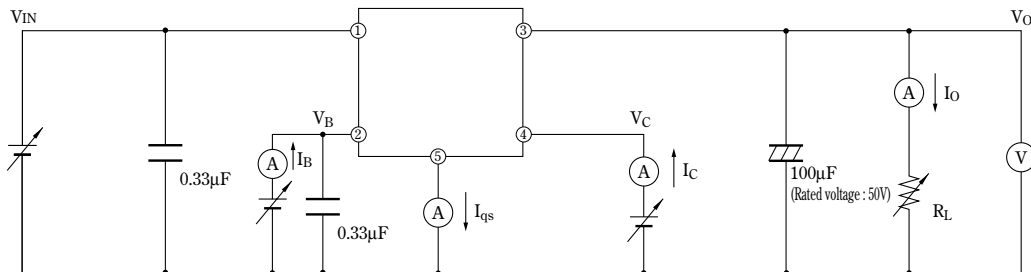 VIN
VO
1
3
A
IO
VB
VC
2
4
5
A
IB
A
IC
0.33μF
100μF
(Rated voltage : 50V)
V
A
Iqs
0.33μF
RL